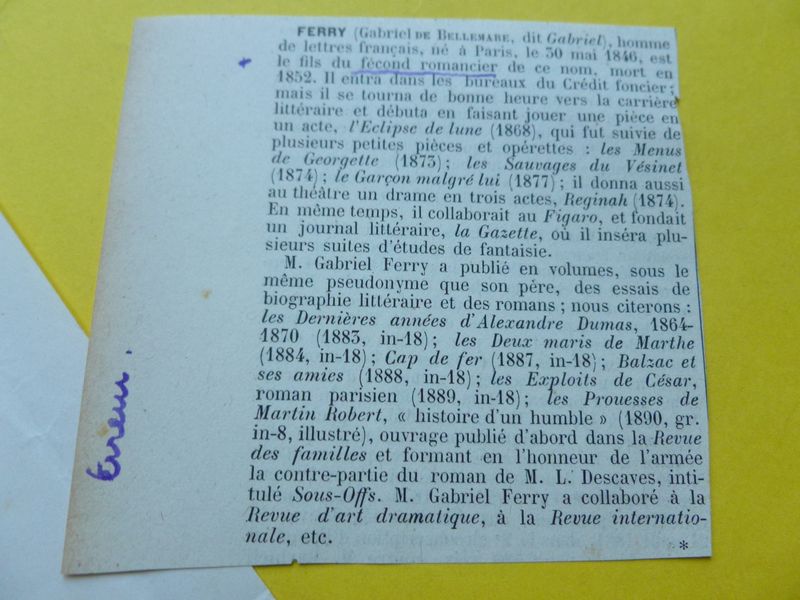 FERRY (Gabriel DE BELLEMARE, dit Gabriel), homme
de lettres français, né à Paris, le 30 mai 1846, est
* le fils du fécond romancier de ce nom, mort en
1852. Il entra dans les bureaux du Crédit foncier;
mais il se tourna de bonne heure vers la carrière
littéraire et débuta en faisant jouer une pièce en
un acte, l'Eclipse de lune (1868), qui fut suivie de
plusieurs petites pièces et opérettes : les Menus
de Georgette (1873); les Sauvages du Vésinet
(1874); le Garçon malgré lui (1877); il donna aussi
au théâtre un drame en trois actes, Reginah (1874).
En même temps, il collaborait au Figaro, et fondait
un journal littéraire, la Gazette, où il inséra plu-
sieurs suites d'études de fantaisie.
M. Gabriel Ferry a publié en volumes, sous le
même pseudonyme que son père, des essais de
biographie littéraire et des romans; nous citerons :
les Dernières années d'Alexandre Dumas, 1864-
1870 (1883, in-18); les Deux maris de Marthe
(1884, in-18); Cap de fer (1887, in-18); Balzac et
ses amies (1888, in-18); les Exploits de César,
roman parisien (1889, in-18); les Prouesses de
Martin Robert, « histoire d'un humble » (1890, gr.
in-8, illustré), ouvrage publié d'abord dans la Revue
des familles et formant en l'honneur de l'armée
la contre-partie du roman de M. L. Descaves, inti-
tulé Sous-Offs. M. Gabriel Ferry a collaboré à la
Revue d'art dramatique, à la Revue internatio-
nale, etc. *
Erreur.